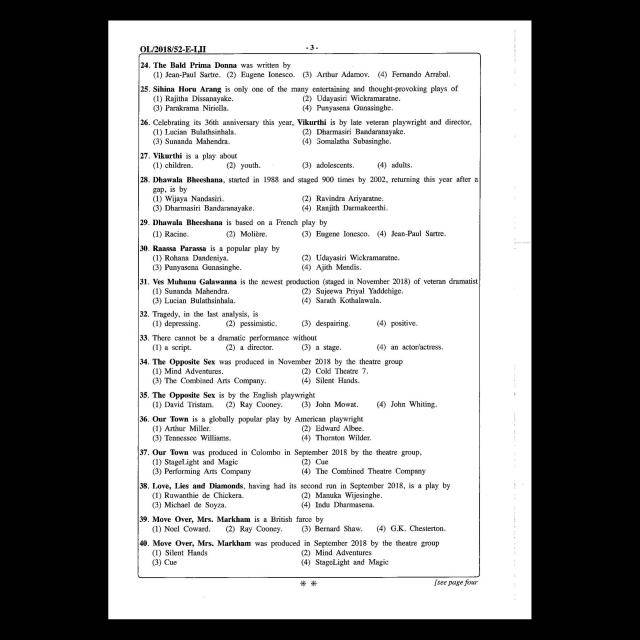 OL/2018/52-E-I,II
- 3 -
24. The Bald Prima Donna was written by
(1) Jean-Paul Sartre. (2) Eugene Ionesco. (3) Arthur Adamov. (4) Fernando Arrabal.
25. Sihina Horu Arang is only one of the many entertaining and thought-provoking plays of
(1) Rajitha Dissanayake. (2) Udayasiri Wickramaratne.
(3) Parakrama Niriella. (4) Punyasena Gunasinghe.
26. Celebrating its 36th anniversary this year, Vikurthi is by late veteran playwright and director,
(1) Lucian Bulathsinhala. (2) Dharmasiri Bandaranayake.
(3) Sunanda Mahendra. (4) Somalatha Subasinghe.
27. Vikurthi is a play about
(1) children. (2) youth. (3) adolescents. (4) adults.
28. Dhawala Bheeshana, started in 1988 and staged 900 times by 2002, returning this year after a
gap, is by
(1) Wijaya Nandasiri. (2) Ravindra Ariyaratne.
(3) Dharmasiri Bandaranayake. (4) Ranjith Darmakeerthi.
29. Dhawala Bheeshana is based on a French play by
(1) Racine. (2) Molière. (3) Eugene Ionesco. (4) Jean-Paul Sartre.
30. Raassa Parassa is a popular play by
(1) Rohana Dandeniya. (2) Udayasiri Wickramaratne.
(3) Punyasena Gunasinghe. (4) Ajith Mendis.
31. Ves Muhunu Galawanna is the newest production (staged in November 2018) of veteran dramatist
(1) Sunanda Mahendra. (2) Sujeewa Priyal Yaddehige.
(3) Lucian Bulathsinhala. (4) Sarath Kothalawala.
32. Tragedy, in the last analysis, is
(1) depressing. (2) pessimistic. (3) despairing. (4) positive.
33. There cannot be a dramatic performance without
(1) a script. (2) a director. (3) a stage. (4) an actor/actress.
34. The Opposite Sex was produced in November 2018 by the theatre group
(1) Mind Adventures. (2) Cold Theatre 7.
(3) The Combined Arts Company. (4) Silent Hands.
35. The Opposite Sex is by the English playwright
(1) David Tristam. (2) Ray Cooney. (3) John Mowat. (4) John Whiting.
36. Our Town is a globally popular play by American playwright
(1) Arthur Miller. (2) Edward Albee.
(3) Tennessee Williams. (4) Thornton Wilder.
37. Our Town was produced in Colombo in September 2018 by the theatre group,
(1) StageLight and Magic (2) Cue
(3) Performing Arts Company (4) The Combined Theatre Company
38. Love, Lies and Diamonds, having had its second run in September 2018, is a play by
(1) Ruwanthie de Chickera. (2) Manuka Wijesinghe.
(3) Michael de Soyza. (4) Indu Dharmasena.
39. Move Over, Mrs. Markham is a British farce by
(1) Noel Coward. (2) Ray Cooney. (3) Bernard Shaw. (4) G.K. Chesterton.
40. Move Over, Mrs. Markham was produced in September 2018 by the theatre group
(1) Silent Hands (2) Mind Adventures
(3) Cue (4) StageLight and Magic
* *
[see page four